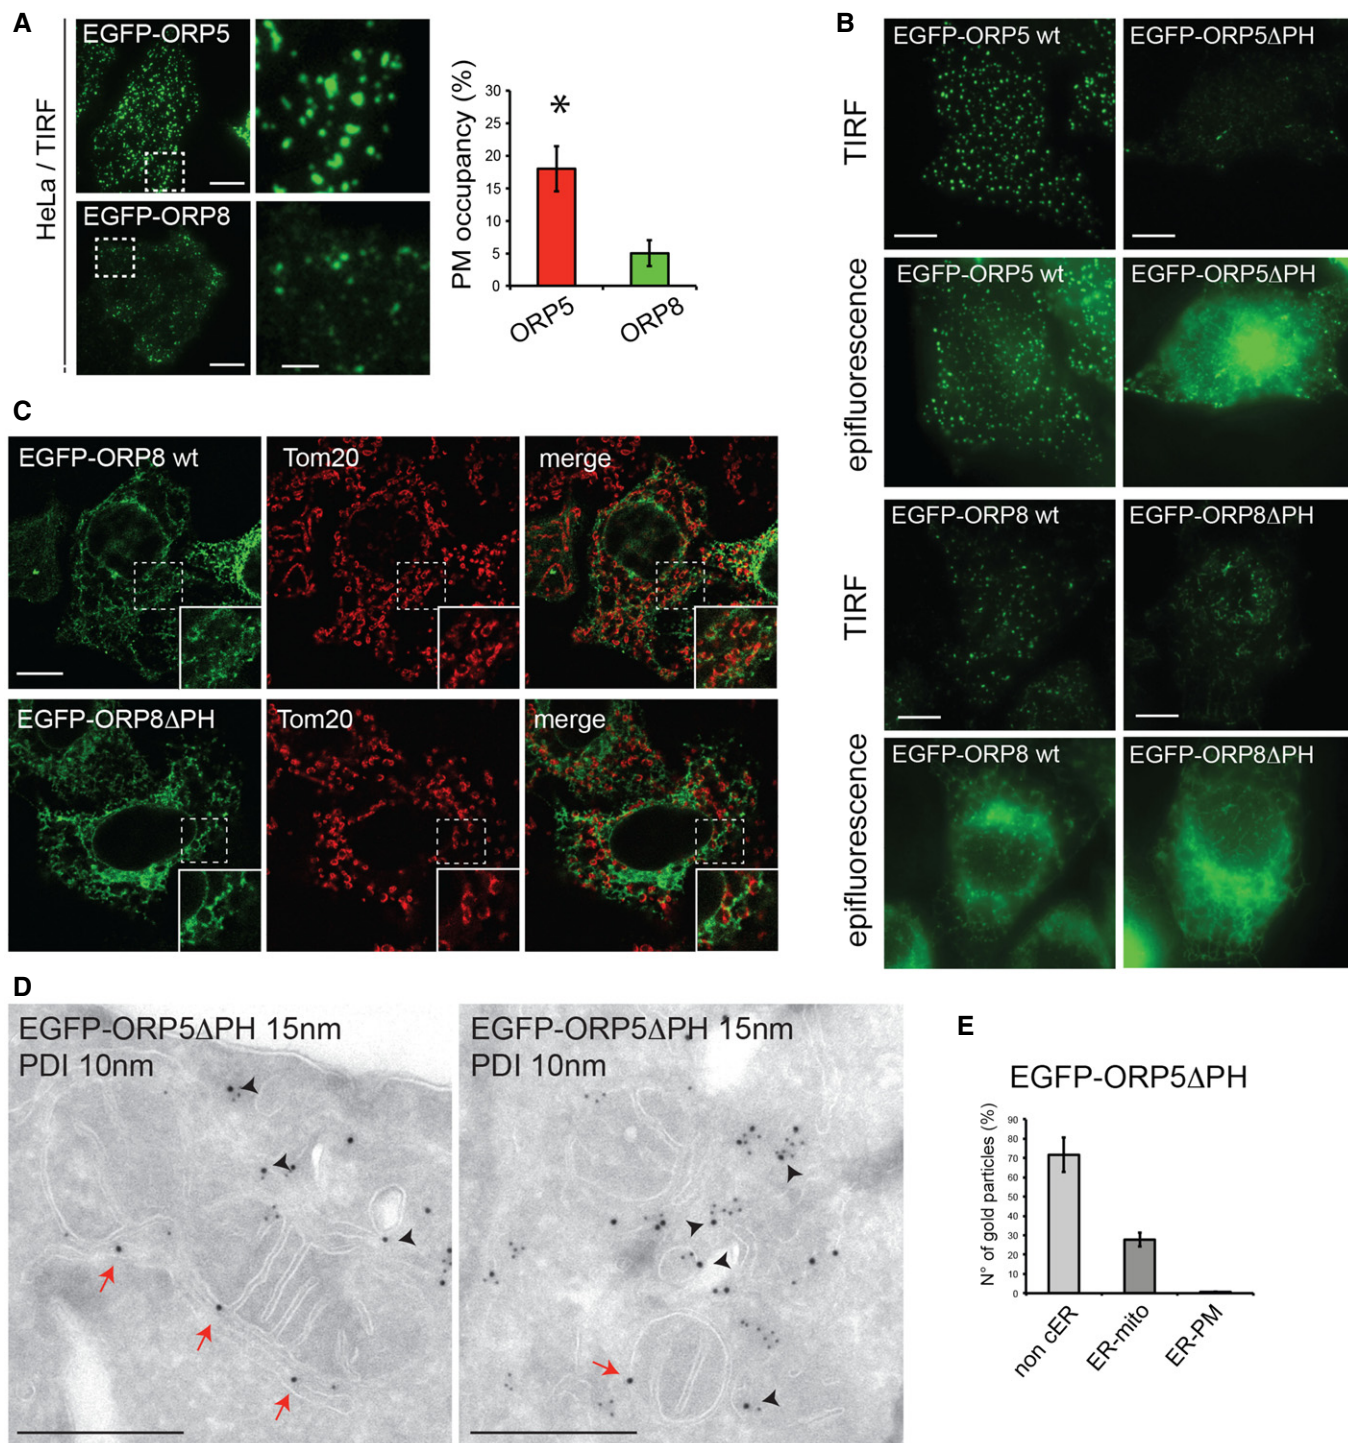 A
HeLa / TIRF
EGFP-ORP5
EGFP-ORP8
PM occupancy (%)
30
25
20
15
10
5
0
*
ORP5
ORP8
B
TIRF
EGFP-ORP5 wt
EGFP-ORP5ΔPH
epifluorescence
EGFP-ORP5 wt
EGFP-ORP5ΔPH
TIRF
EGFP-ORP8 wt
EGFP-ORP8ΔPH
epifluorescence
EGFP-ORP8 wt
EGFP-ORP8ΔPH
C
EGFP-ORP8 wt
Tom20
merge
EGFP-ORP8ΔPH
Tom20
merge
D
EGFP-ORP5ΔPH 15nm
PDI 10nm
EGFP-ORP5ΔPH 15nm
PDI 10nm
E
EGFP-ORP5ΔPH
N° of gold particles (%)
90
80
70
60
50
40
30
20
10
0
non cER
ER-mito
ER-PM